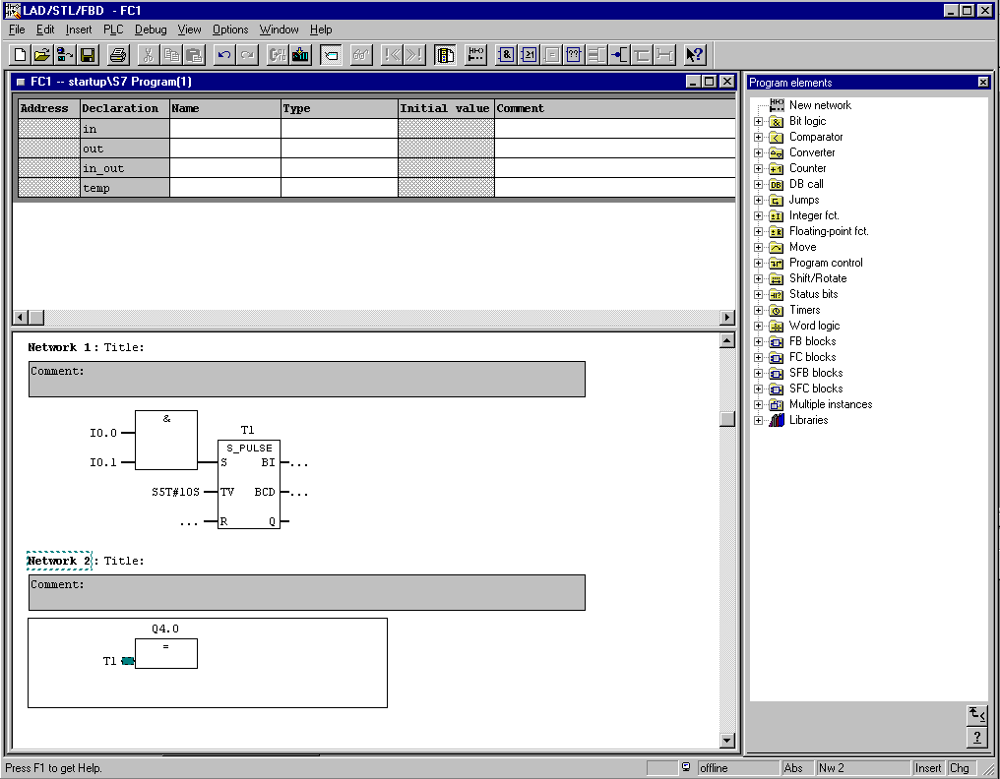 LAD/STL/FBD - FC1
File Edit Insert PLC Debug View Options Window Help
FC1 -- startup\S7 Program(1)
Address Declaration Name Type Initial value Comment
in
out
in_out
temp
Network 1: Title:
Comment:
&
I0.0
I0.1
T1
S_PULSE
S BI ...
S5T#10S TV BCD ...
... R Q
Network 2: Title:
Comment:
Q4.0
=
T1
Program elements
New network
Bit logic
Comparator
Converter
Counter
DB call
Jumps
Integer fct.
Floating-point fct.
Move
Program control
Shift/Rotate
Status bits
Timers
Word logic
FB blocks
FC blocks
SFB blocks
SFC blocks
Multiple instances
Libraries
Press F1 to get Help.
offline Abs Nw 2 Insert Chg